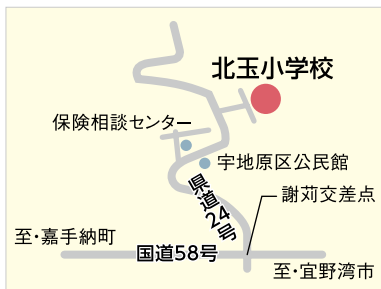 北玉小学校
保険相談センター
宇地原区公民館
県道24号
謝苅交差点
至・嘉手納町
国道58号
至・宜野湾市